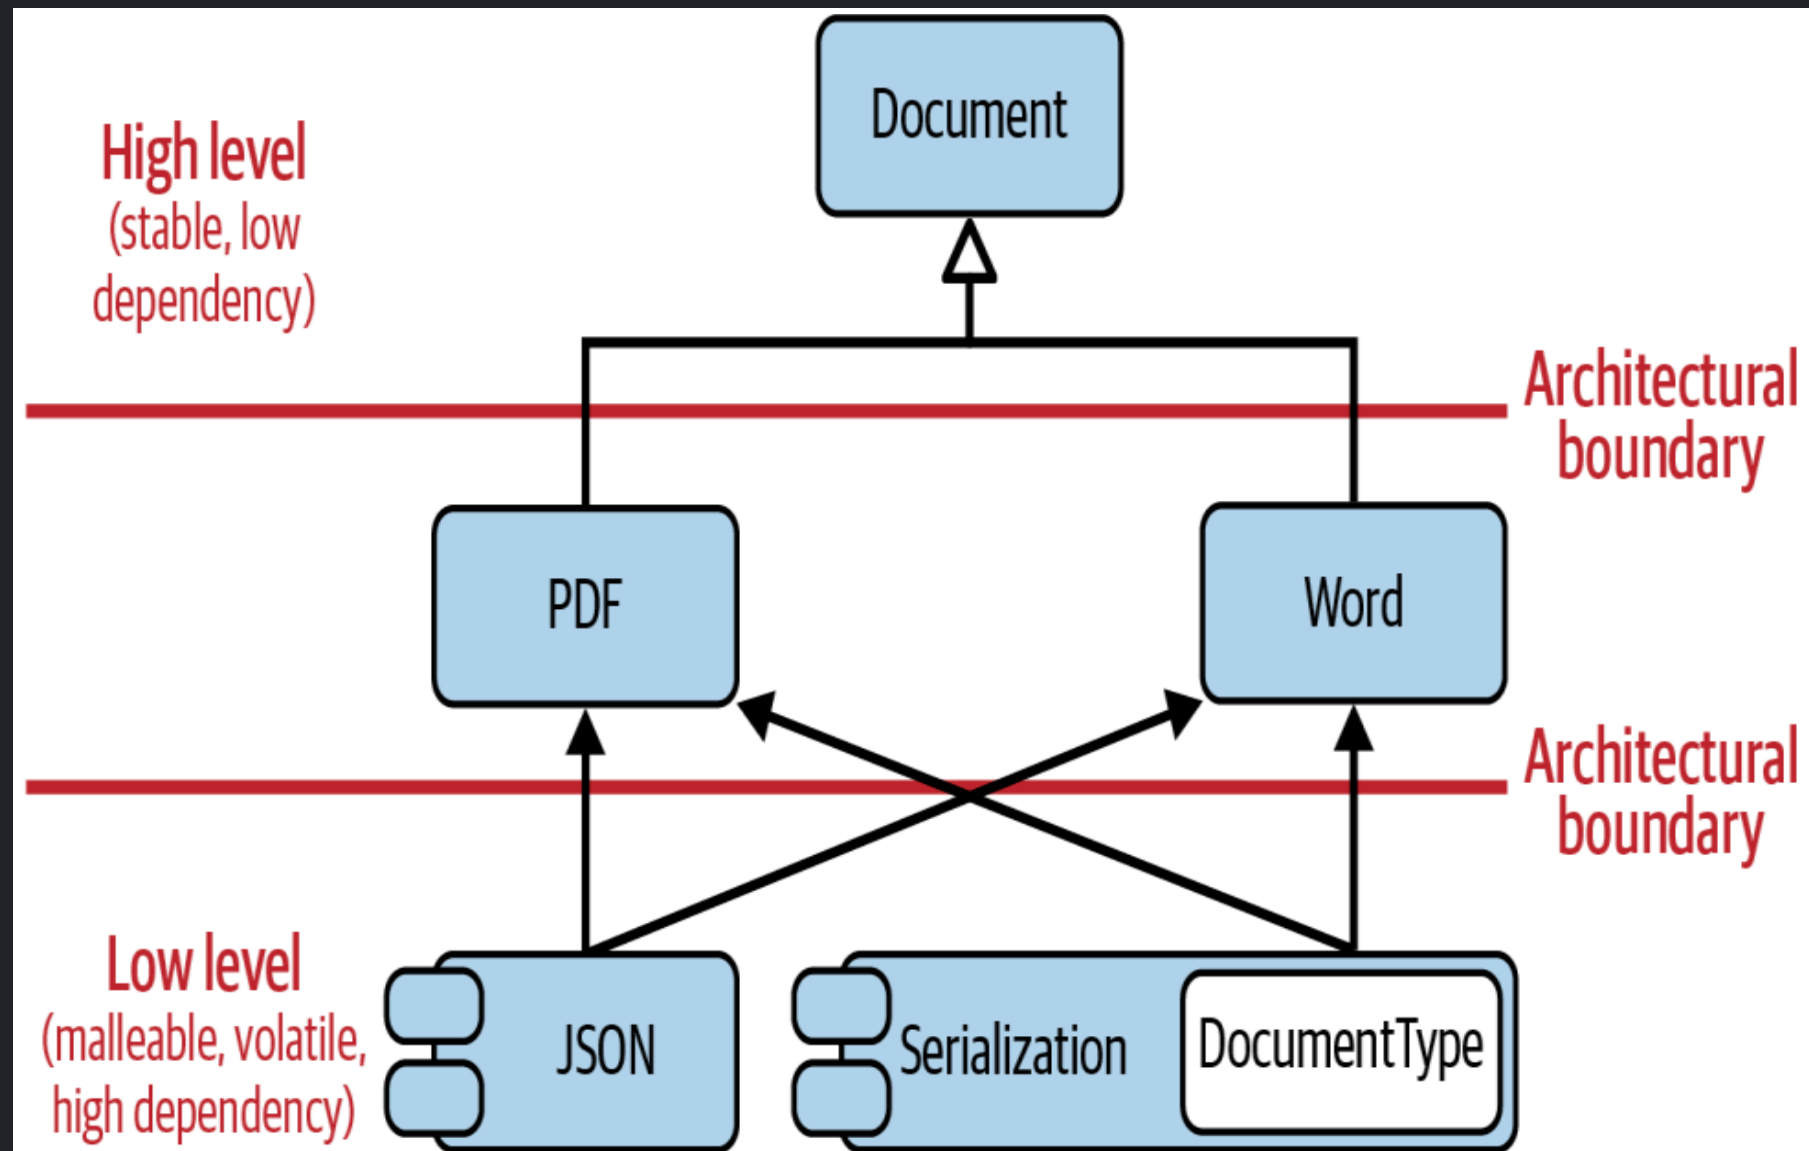 Document
High level
(stable, low
dependency)
Architectural
boundary
PDF
Word
Architectural
boundary
Low level
(malleable, volatile,
high dependency)
JSON
Serialization
DocumentType